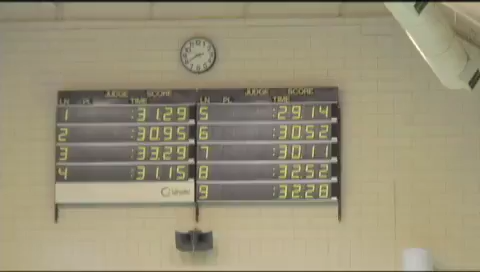 JUDGE SCORE
LN PL TIME
1 :31.29
2 :30.95
3 :33.29
4 :31.15
JUDGE SCORE
LN PL TIME
5 :29.14
6 :30.52
7 :30.11
8 :32.52
9 :32.28